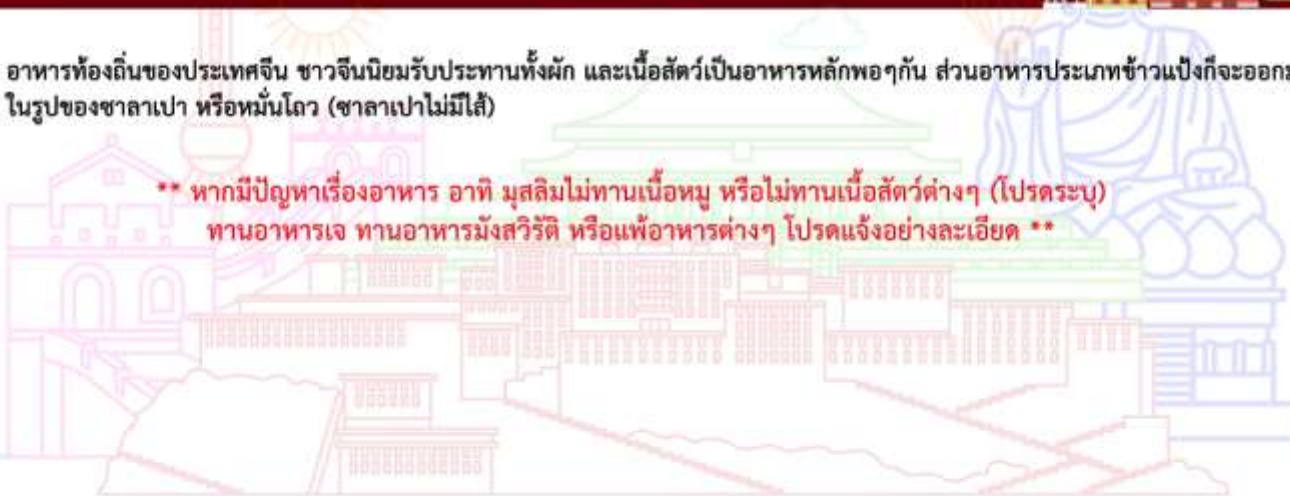 อาหารท้องถิ่นของประเทศจีน ชาวจีนนิยมรับประทานทั้งผัก และเนื้อสัตว์เป็นอาหารหลักพอๆกัน ส่วนอาหารประเภทข้าวแป้งก็จะออกม
ในรูปของซาลาเปา หรือหมั่นโถว (ซาลาเปาไม่มีไส้)
** หากมีปัญหาเรื่องอาหาร อาทิ มุสลิมไม่ทานเนื้อหมู หรือไม่ทานเนื้อสัตว์ต่างๆ (โปรดระบุ)
ทานอาหารเจ ทานอาหารมังสวิรัติ หรือแพ้อาหารต่างๆ โปรดแจ้งอย่างละเอียด **